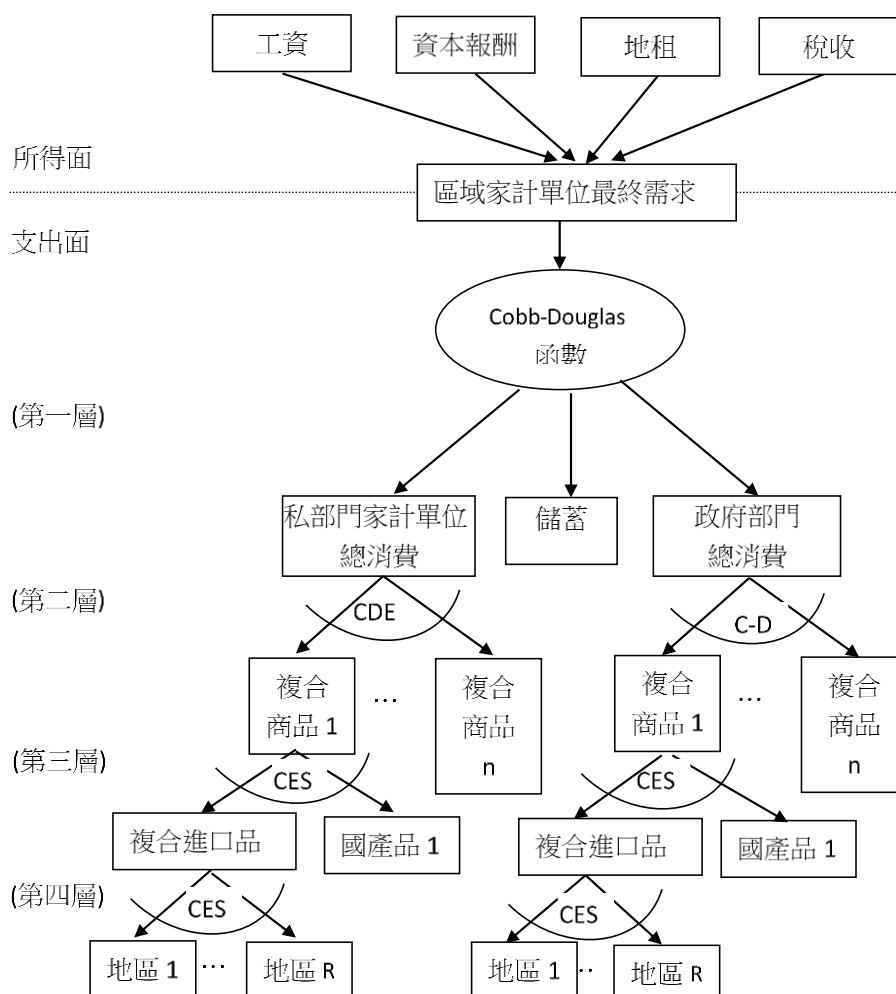 工資
資本報酬
地租
稅收
所得面
區域家計單位最終需求
支出面
Cobb-Douglas
函數
(第一層)
私部門家計單位
總消費
儲蓄
政府部門
總消費
(第二層)
CDE
C-D
複合
商品 1
…
複合
商品
n
複合
商品 1
…
複合
商品
n
(第三層)
CES
CES
複合進口品
國產品 1
複合進口品
國產品 1
(第四層)
CES
CES
地區 1
…
地區 R
地區 1
..
地區 R